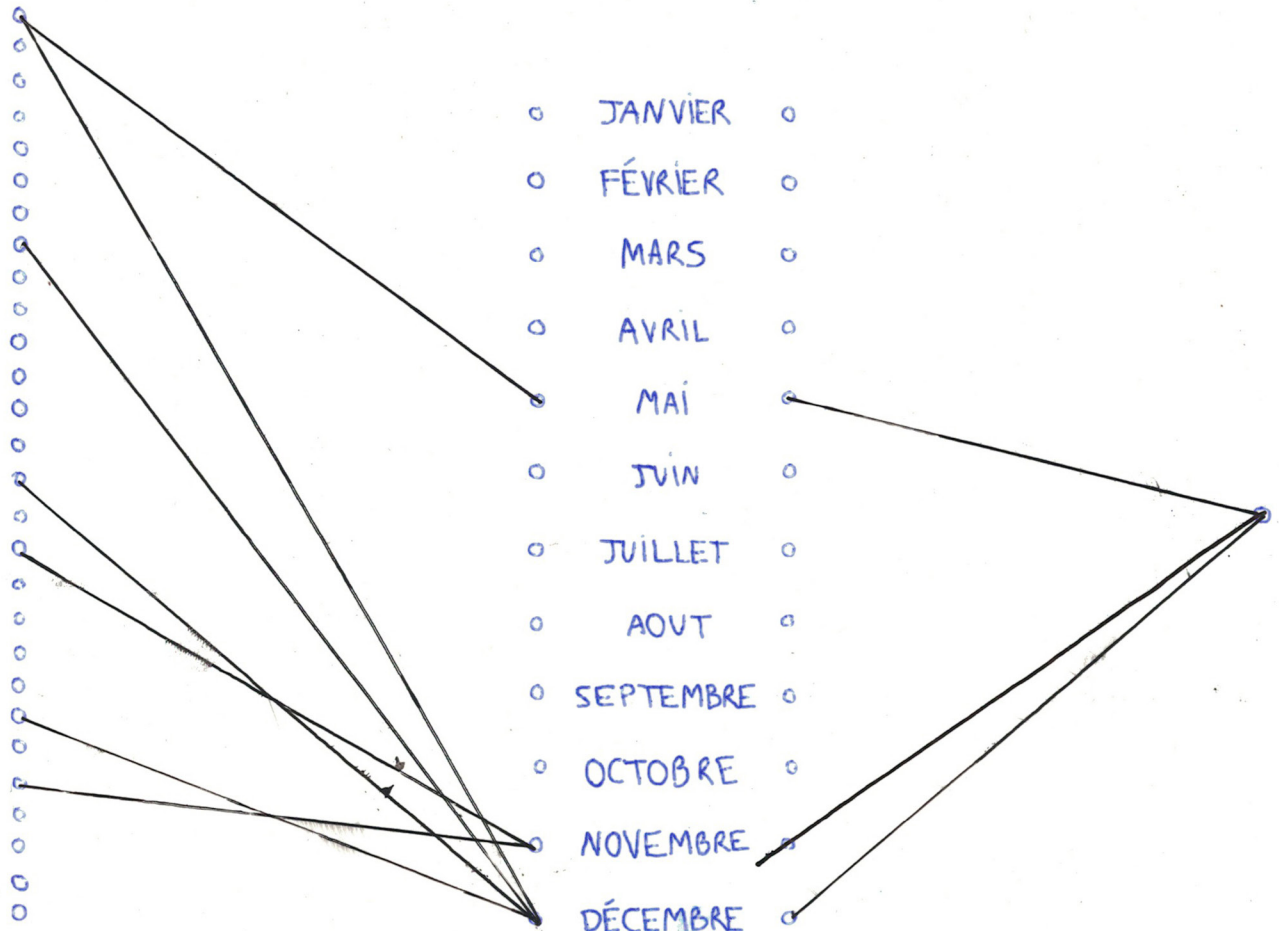 JANVIER
FÉVRIER
MARS
AVRIL
MAI
JUIN
JUILLET
AOUT
SEPTEMBRE
OCTOBRE
NOVEMBRE
DÉCEMBRE